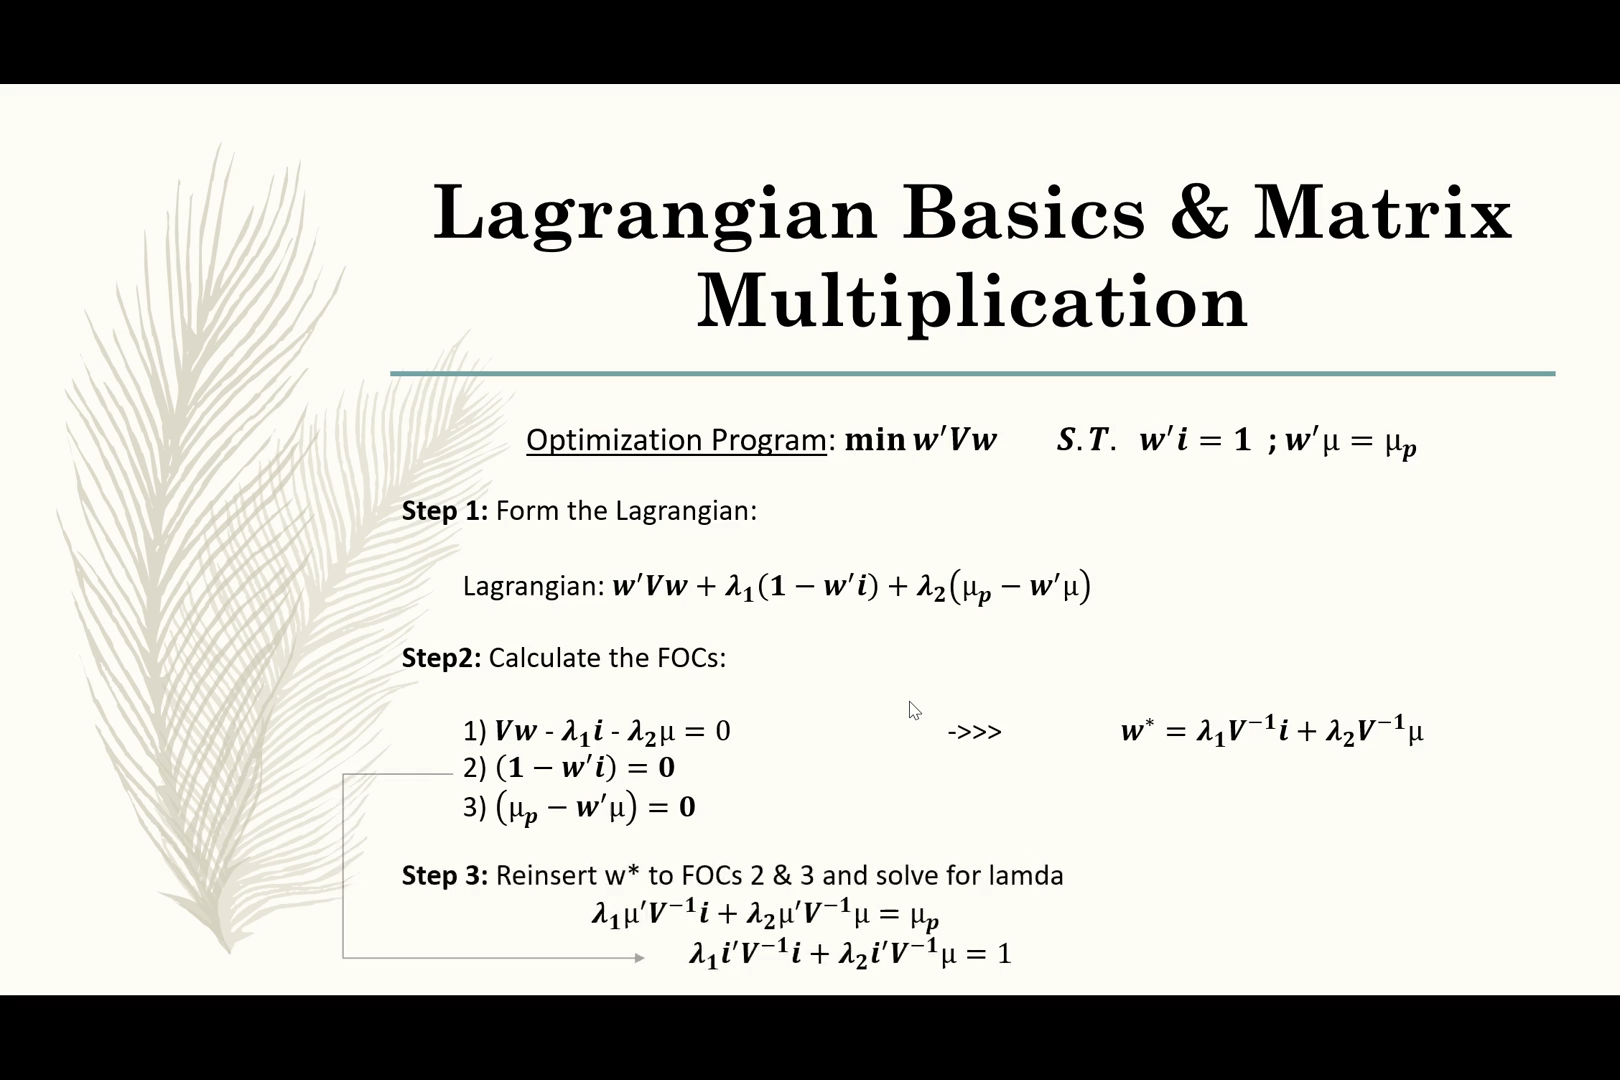 Lagrangian Basics & Matrix
Multiplication
Optimization Program: min w′Vw S.T. w′i = 1 ; w′μ = μₚ
Step 1: Form the Lagrangian:
Lagrangian: w′Vw + λ₁(1 − w′i) + λ₂(μₚ − w′μ)
Step2: Calculate the FOCs:
1) Vw - λ₁i - λ₂μ = 0 ->>> w* = λ₁V⁻¹i + λ₂V⁻¹μ
2) (1 − w′i) = 0
3) (μₚ − w′μ) = 0
Step 3: Reinsert w* to FOCs 2 & 3 and solve for lamda
λ₁μ′V⁻¹i + λ₂μ′V⁻¹μ = μₚ
λ₁i′V⁻¹i + λ₂i′V⁻¹μ = 1